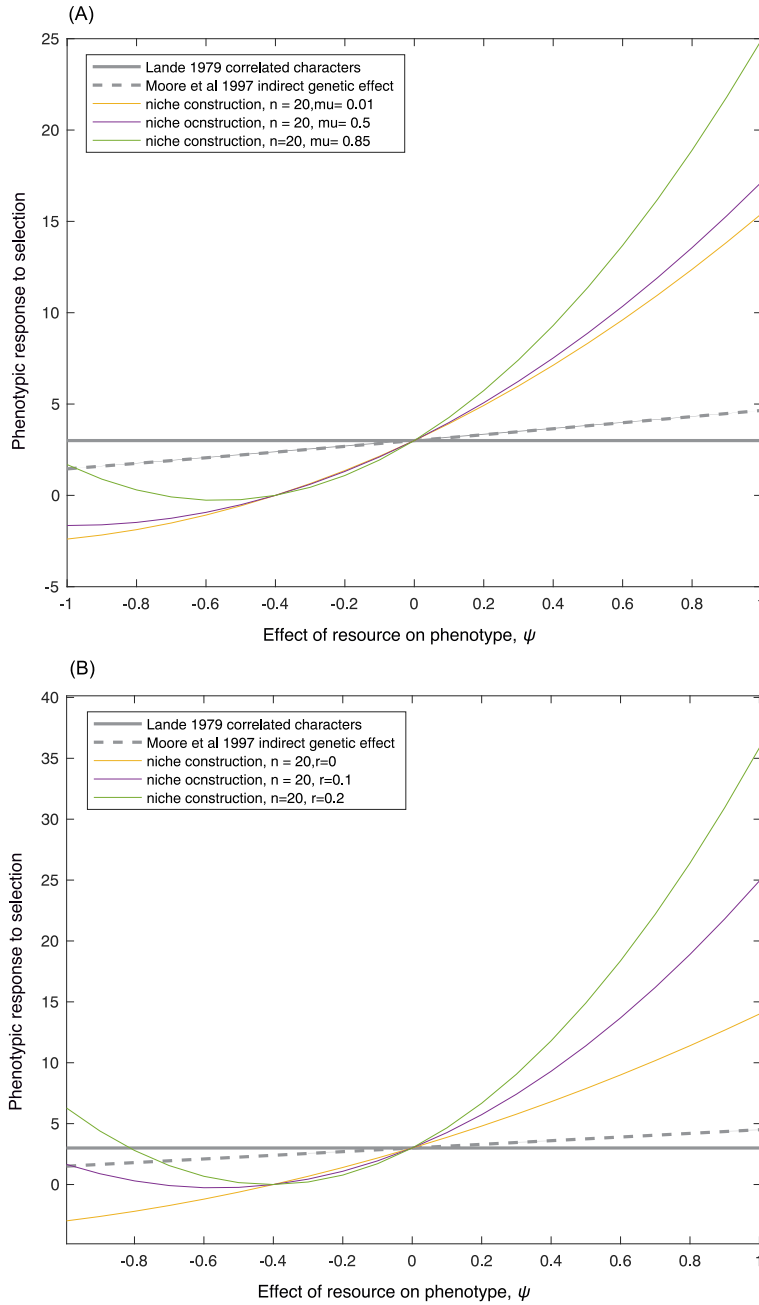 (A)
25
20
15
10
5
0
-5
Phenotypic response to selection
Lande 1979 correlated characters
Moore et al 1997 indirect genetic effect
niche construction, n = 20,mu= 0.01
niche ocnstruction, n = 20, mu= 0.5
niche construction, n=20, mu= 0.85
-1 -0.8 -0.6 -0.4 -0.2 0 0.2 0.4 0.6 0.8 1
Effect of resource on phenotype, ψ
(B)
40
35
30
25
20
15
10
5
0
Phenotypic response to selection
Lande 1979 correlated characters
Moore et al 1997 indirect genetic effect
niche construction, n = 20,r=0
niche ocnstruction, n = 20, r=0.1
niche construction, n=20, r=0.2
-0.8 -0.6 -0.4 -0.2 0 0.2 0.4 0.6 0.8 1
Effect of resource on phenotype, ψ